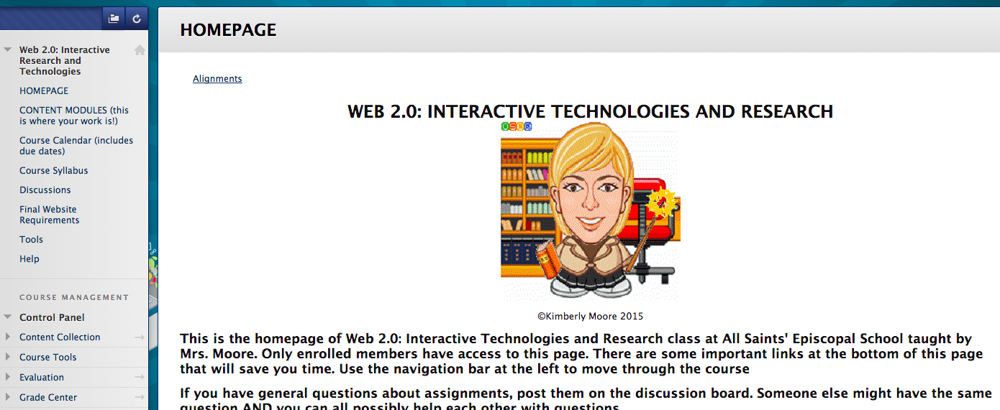 Web 2.0: Interactive
Research and
Technologies
HOMEPAGE
CONTENT MODULES (this
is where your work is!)
Course Calendar (includes
due dates)
Course Syllabus
Discussions
Final Website
Requirements
Tools
Help
COURSE MANAGEMENT
Control Panel
Content Collection
Course Tools
Evaluation
Grade Center
HOMEPAGE
Alignments
WEB 2.0: INTERACTIVE TECHNOLOGIES AND RESEARCH
©Kimberly Moore 2015
This is the homepage of Web 2.0: Interactive Technologies and Research class at All Saints' Episcopal School taught by
Mrs. Moore. Only enrolled members have access to this page. There are some important links at the bottom of this page
that will save you time. Use the navigation bar at the left to move through the course
If you have general questions about assignments, post them on the discussion board. Someone else might have the same
question AND you can all possibly help each other with questions